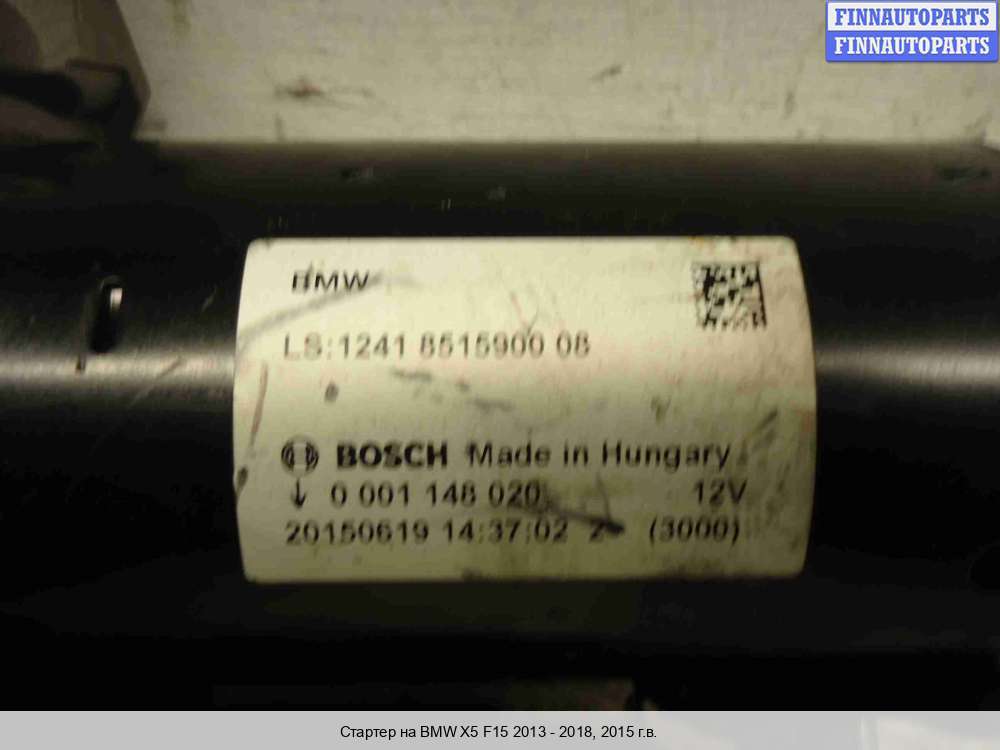 FINNAUTOPARTS
FINNAUTOPARTS
BMW
LS:1241 8515900 08
BOSCH Made in Hungary
0 001 148 020 12V
20150619 14:37:02 Z (3000)
Стартер на BMW X5 F15 2013 - 2018, 2015 г.в.